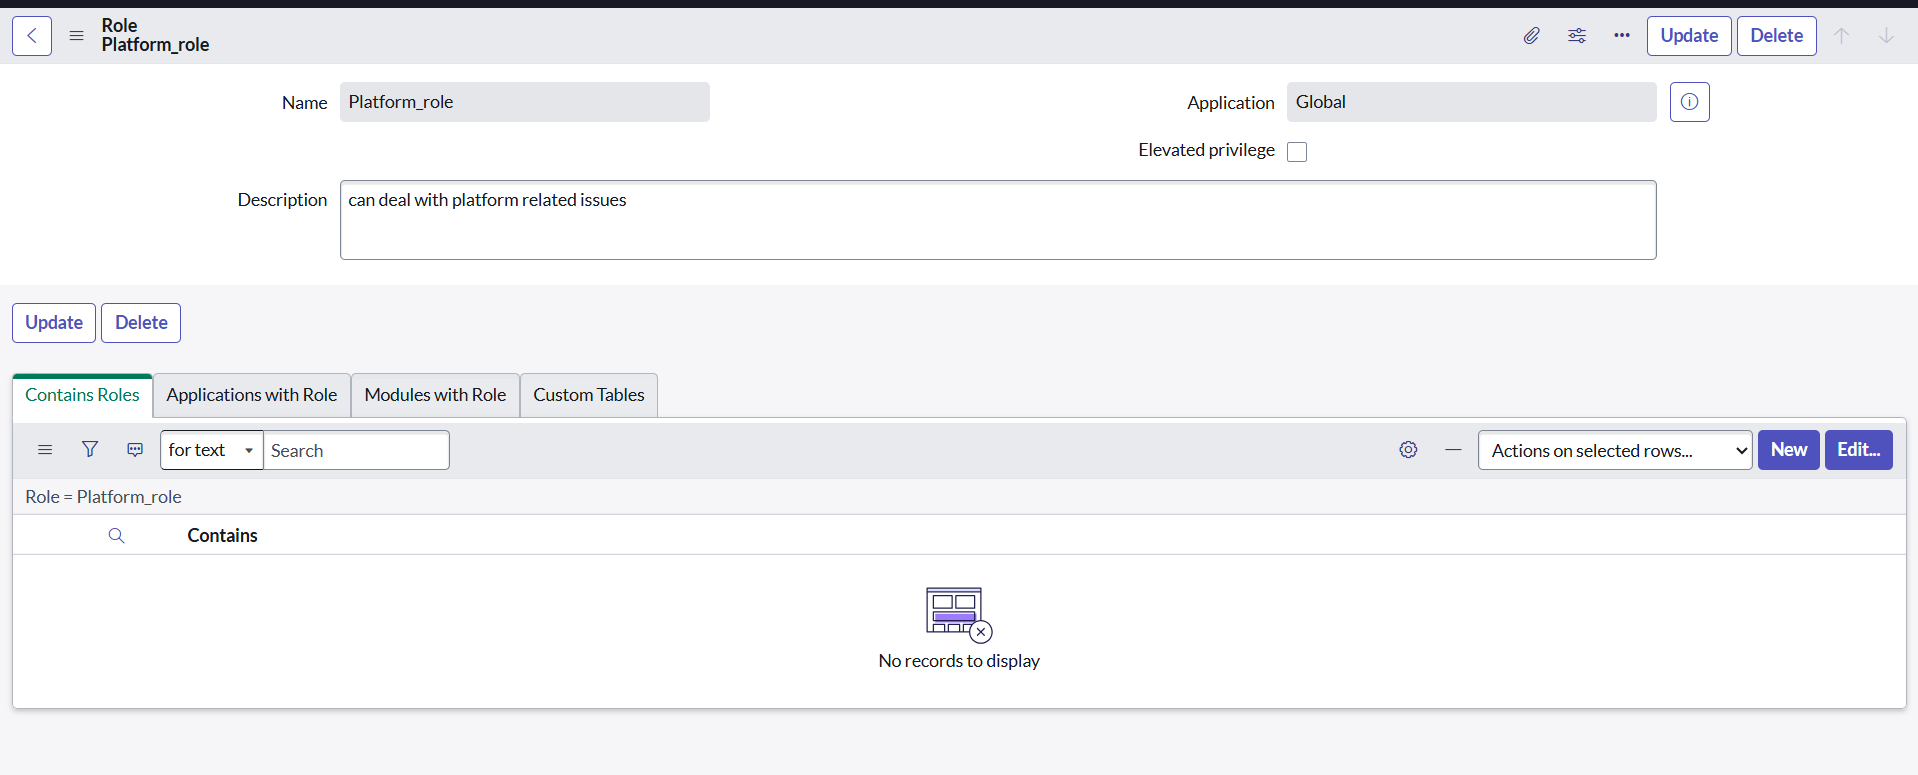 Role
Platform_role
Update
Delete
Name
Platform_role
Application
Global
Elevated privilege
Description
can deal with platform related issues
Update
Delete
Contains Roles
Applications with Role
Modules with Role
Custom Tables
for text
Search
Actions on selected rows...
New
Edit...
Role = Platform_role
Contains
No records to display